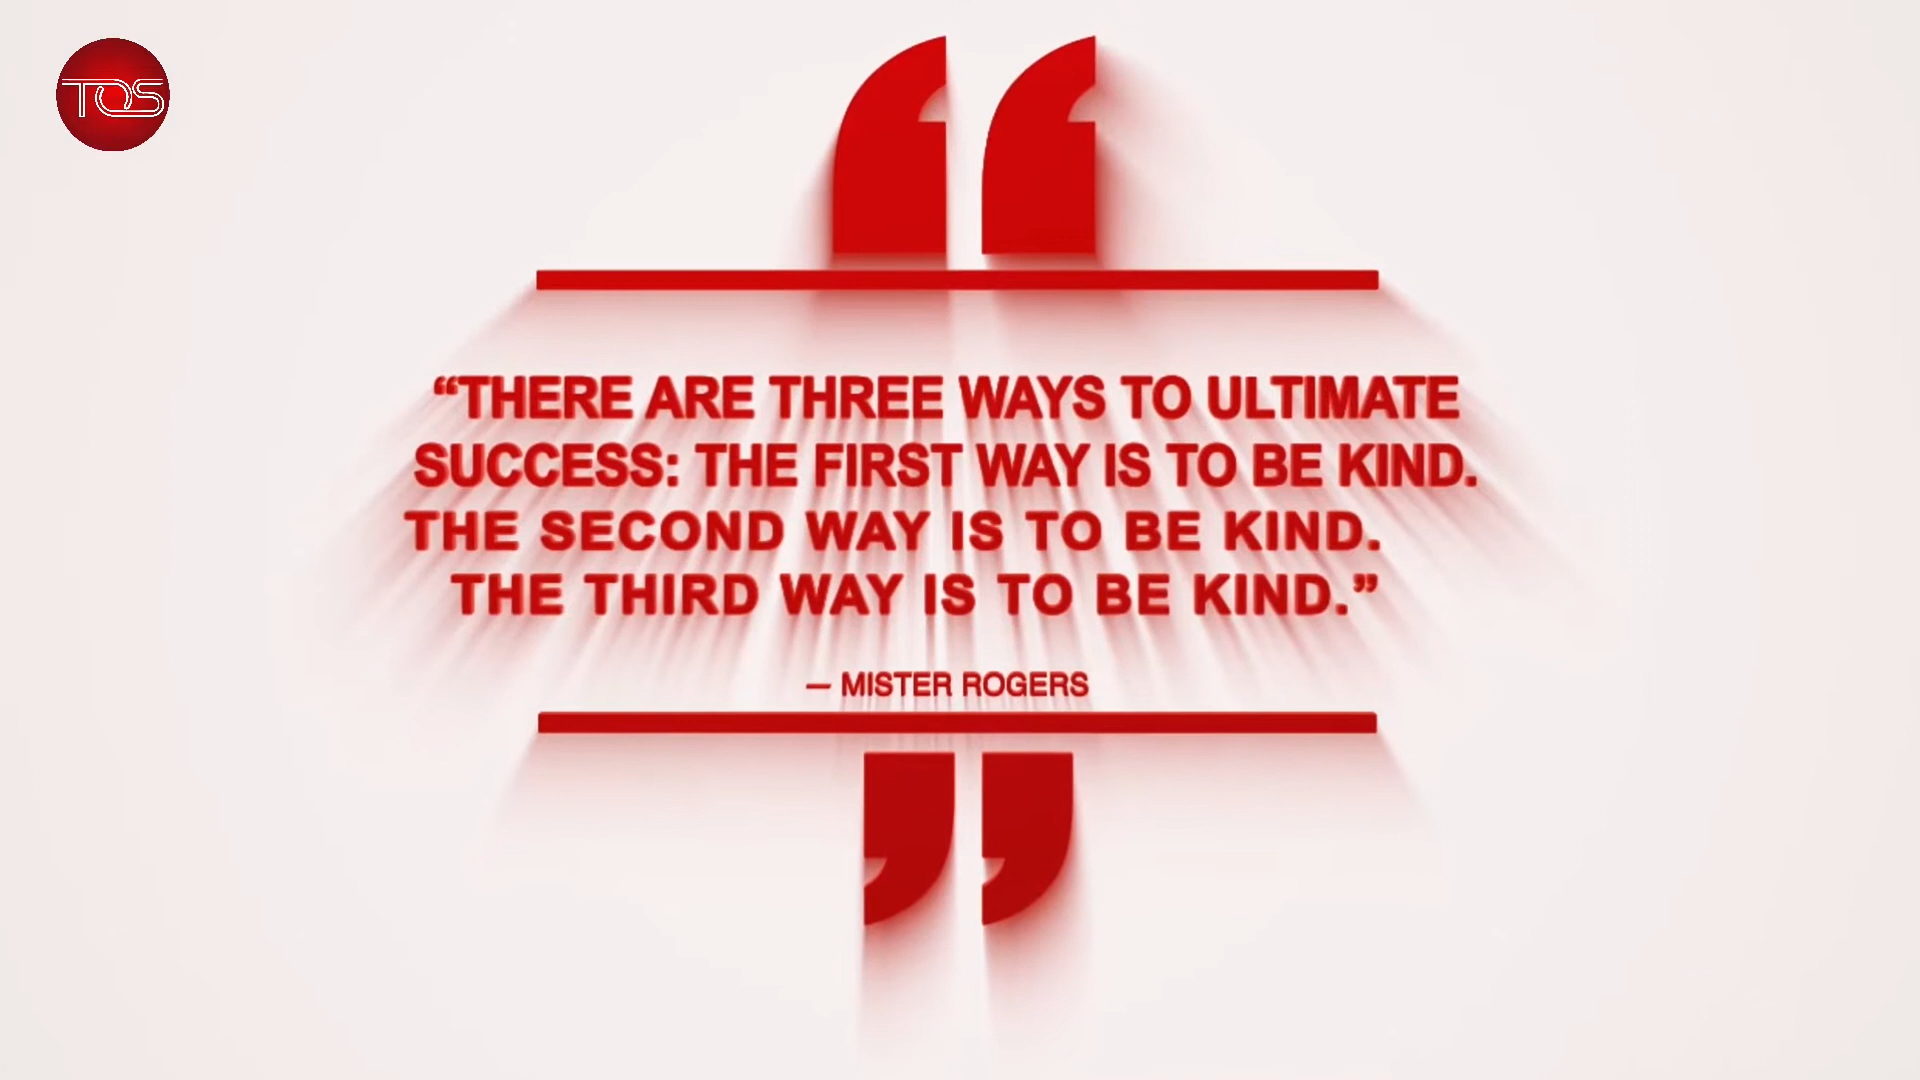 TQS
“THERE ARE THREE WAYS TO ULTIMATE
SUCCESS: THE FIRST WAY IS TO BE KIND.
THE SECOND WAY IS TO BE KIND.
THE THIRD WAY IS TO BE KIND.”
— MISTER ROGERS